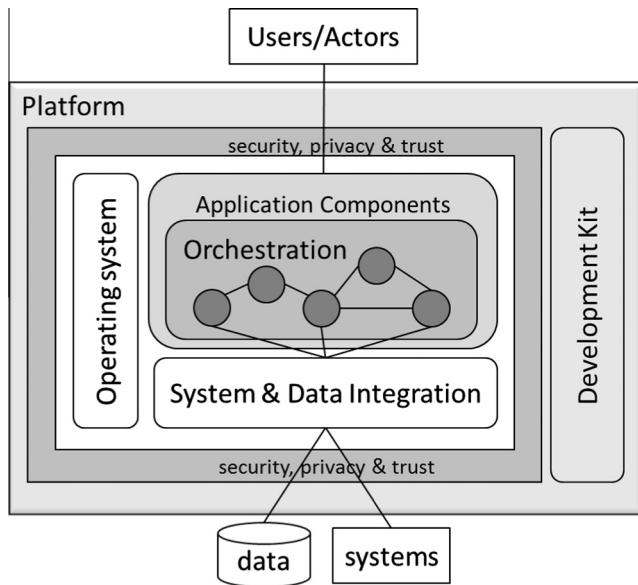 Users/Actors
Platform
security, privacy & trust
Operating system
Application Components
Orchestration
System & Data Integration
Development Kit
security, privacy & trust
data
systems